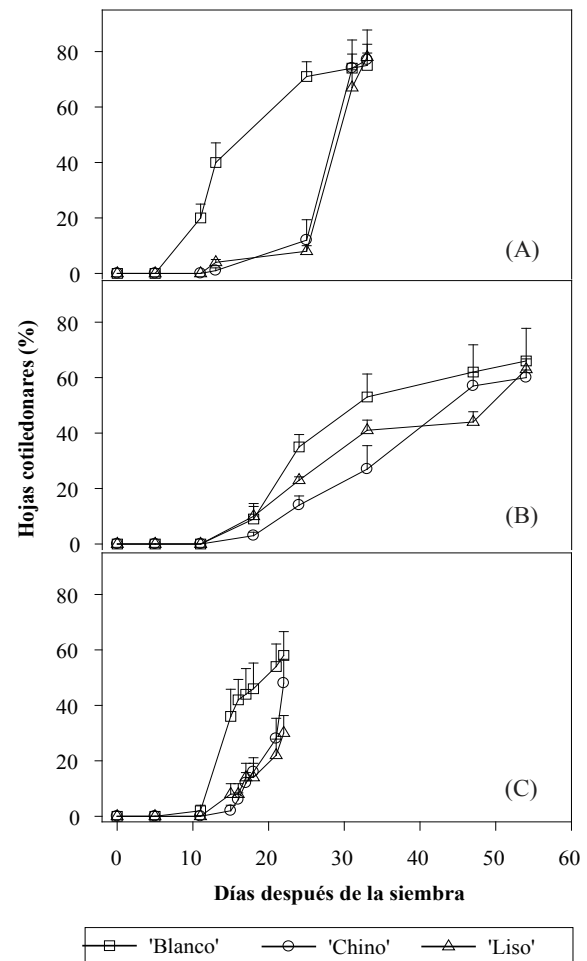 80
60
40
20
0
(A)
80
60
40
20
0
(B)
80
60
40
20
0
(C)
Hojas cotiledonares (%)
0 10 20 30 40 50 60
Días después de la siembra
'Blanco' 'Chino' 'Liso'